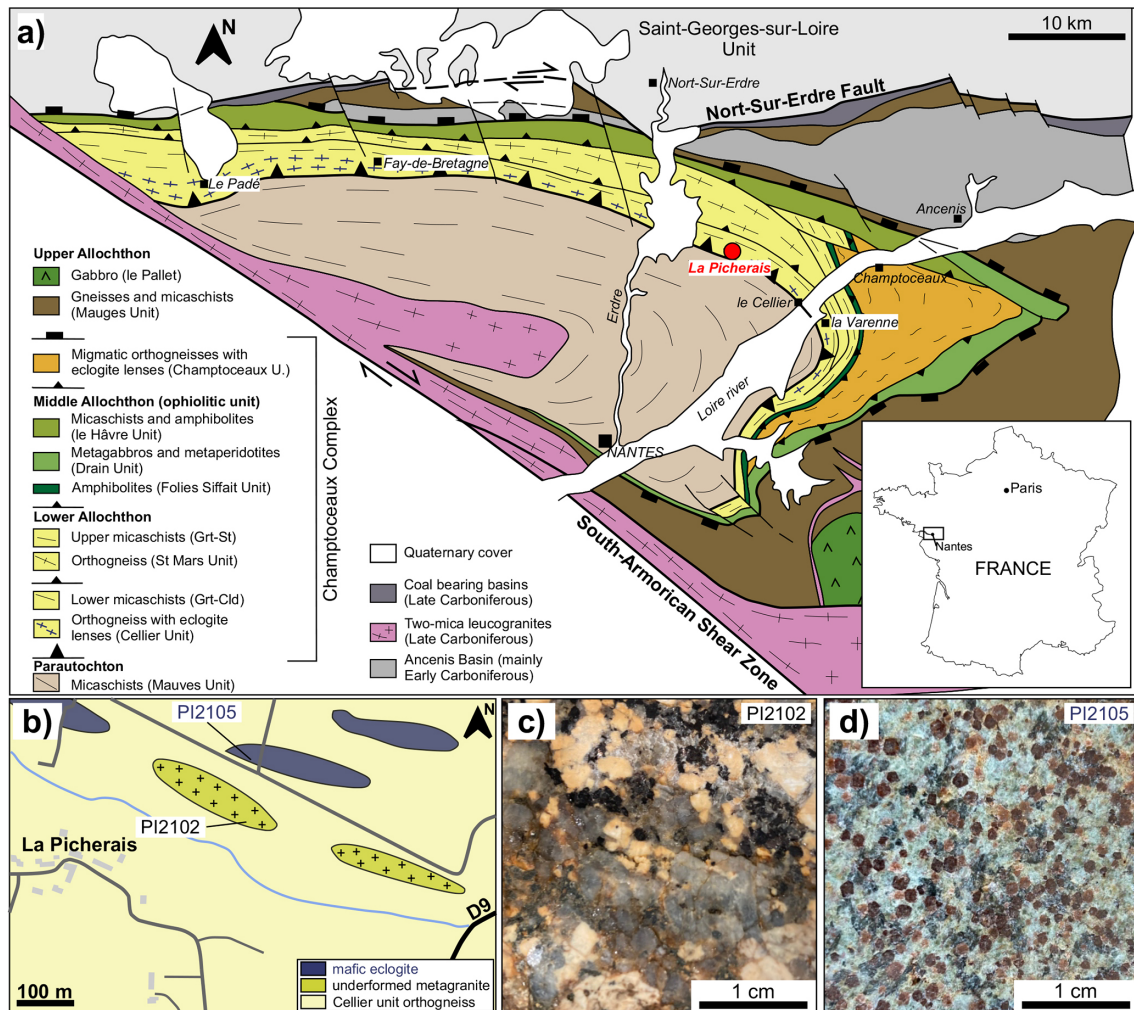 a)
N
Saint-Georges-sur-Loire
Unit
10 km
Nort-Sur-Erdre
Nort-Sur-Erdre Fault
Fay-de-Bretagne
Le Padé
Ancenis
La Picherais
Champtoceaux
le Cellier
la Varenne
Erdre
Loire river
NANTES
South-Armorican Shear Zone
Upper Allochthon
Gabbro (le Pallet)
Gneisses and micaschists
(Mauges Unit)
Migmatic orthogneisses with
eclogite lenses (Champtoceaux U.)
Middle Allochthon (ophiolitic unit)
Micaschists and amphibolites
(le Hâvre Unit)
Metagabbros and metaperidotites
(Drain Unit)
Amphibolites (Folies Siffait Unit)
Lower Allochthon
Upper micaschists (Grt-St)
Orthogneiss (St Mars Unit)
Lower micaschists (Grt-Cld)
Orthogneiss with eclogite
lenses (Cellier Unit)
Parautochton
Micaschists (Mauves Unit)
Champtoceaux Complex
Quaternary cover
Coal bearing basins
(Late Carboniferous)
Two-mica leucogranites
(Late Carboniferous)
Ancenis Basin (mainly
Early Carboniferous)
Paris
Nantes
FRANCE
b)
PI2105
N
PI2102
La Picherais
D9
100 m
mafic eclogite
underformed metagranite
Cellier unit orthogneiss
c)
PI2102
1 cm
d)
PI2105
1 cm